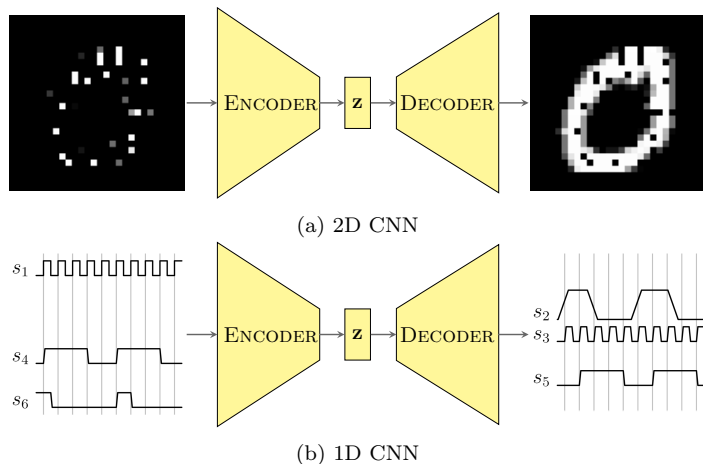 ENCODER z DECODER
(a) 2D CNN
s1
s2
ENCODER z DECODER
s3
s4
s5
s6
(b) 1D CNN